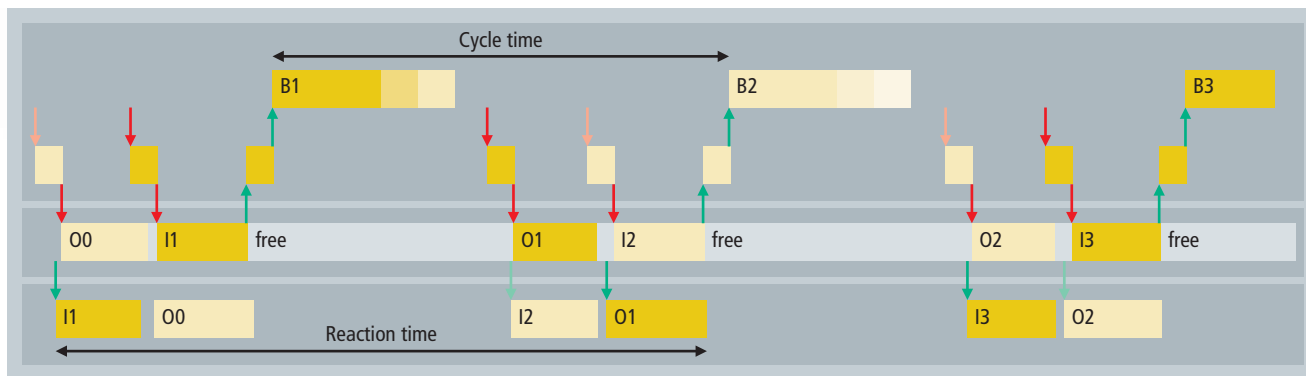 Cycle time
B1
B2
B3
O0
I1
free
O1
I2
free
O2
I3
free
I1
O0
I2
O1
I3
O2
Reaction time